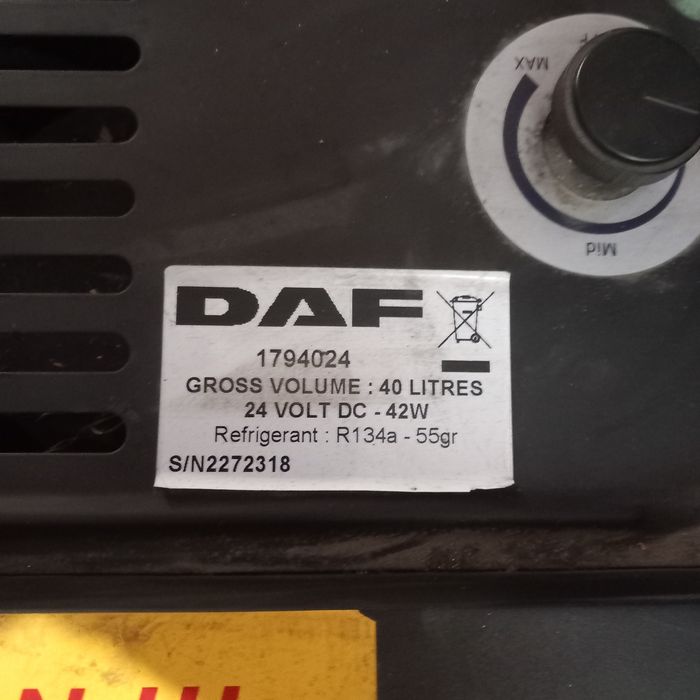 MAX
Mid
DAF
1794024
GROSS VOLUME : 40 LITRES
24 VOLT DC - 42W
Refrigerant : R134a - 55gr
S/N2272318